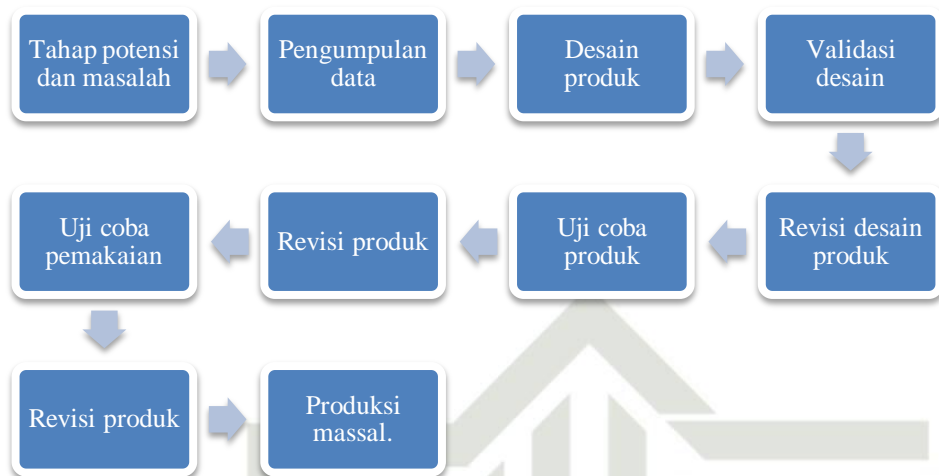 Tahap potensi
dan masalah
Pengumpulan
data
Desain
produk
Validasi
desain
Revisi desain
produk
Uji coba
produk
Revisi produk
Uji coba
pemakaian
Revisi produk
Produksi
massal.